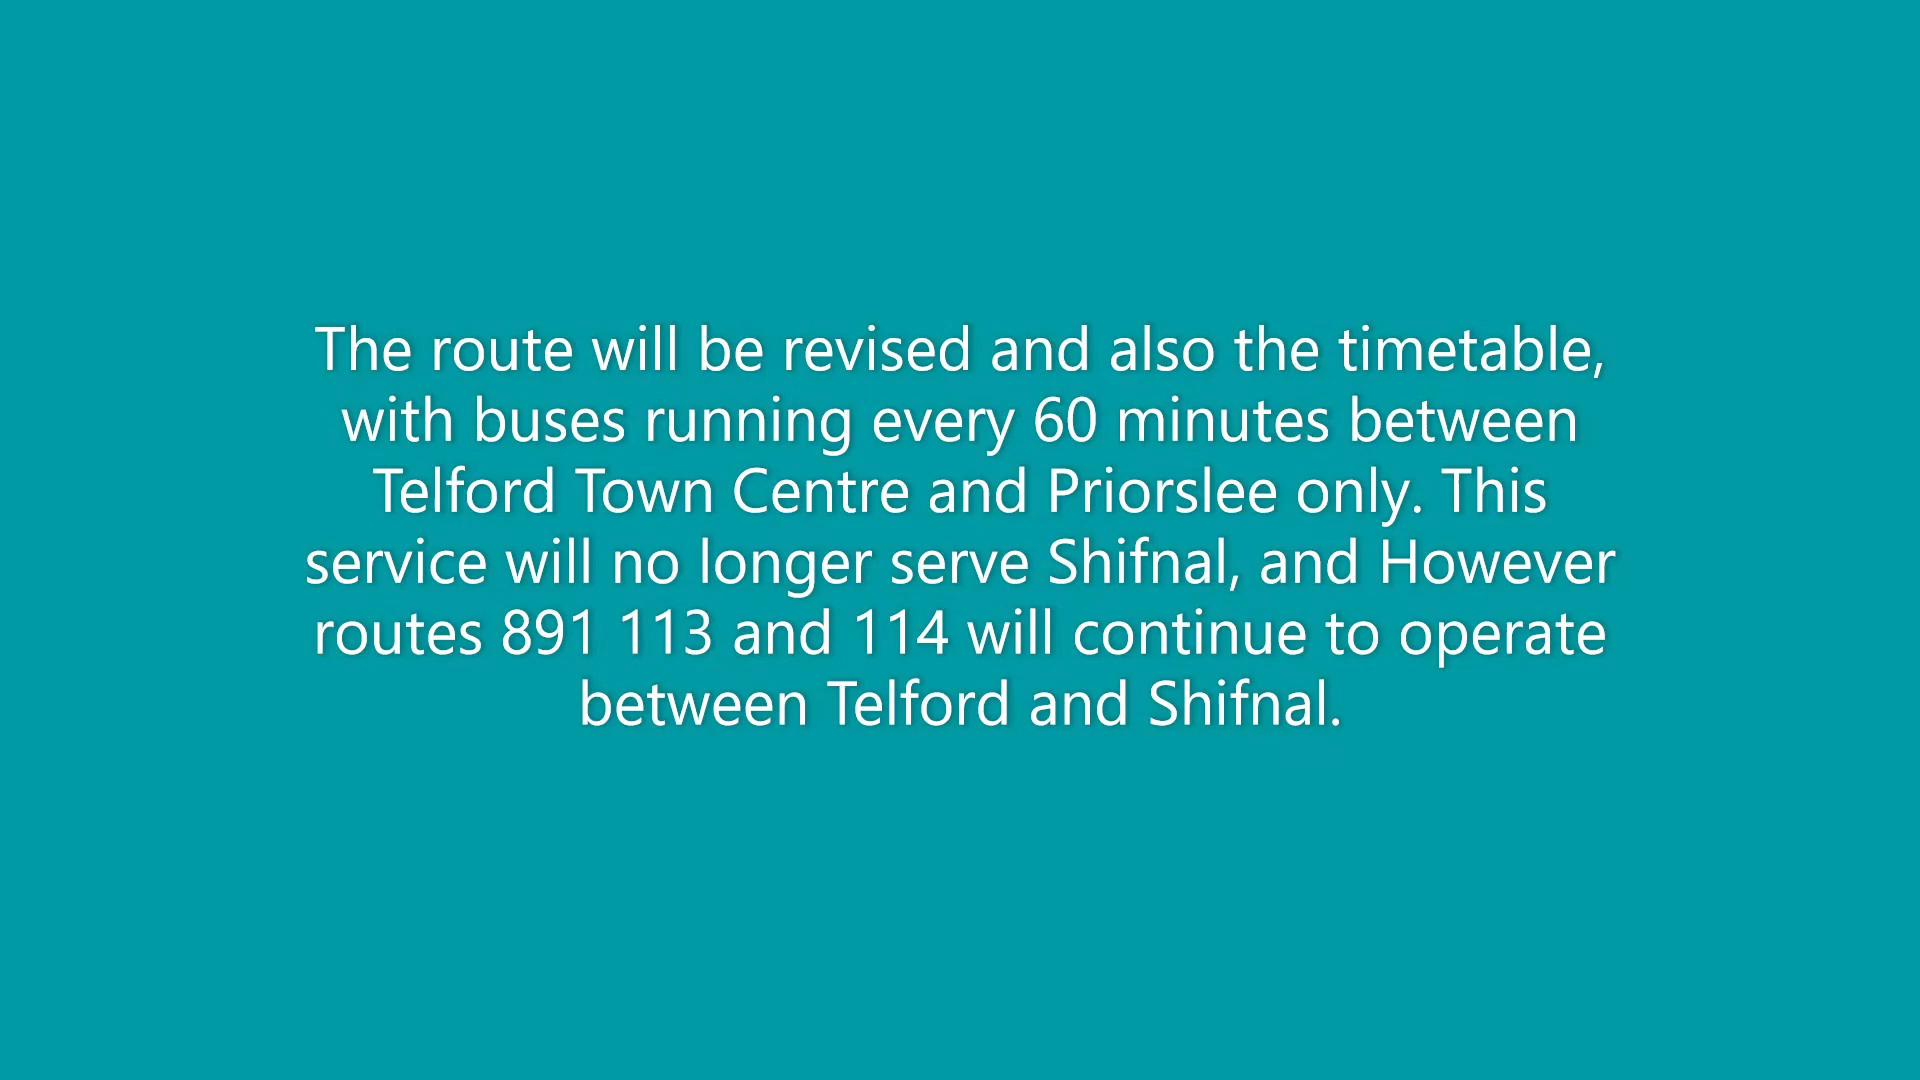 The route will be revised and also the timetable,
with buses running every 60 minutes between
Telford Town Centre and Priorslee only. This
service will no longer serve Shifnal, and However
routes 891 113 and 114 will continue to operate
between Telford and Shifnal.